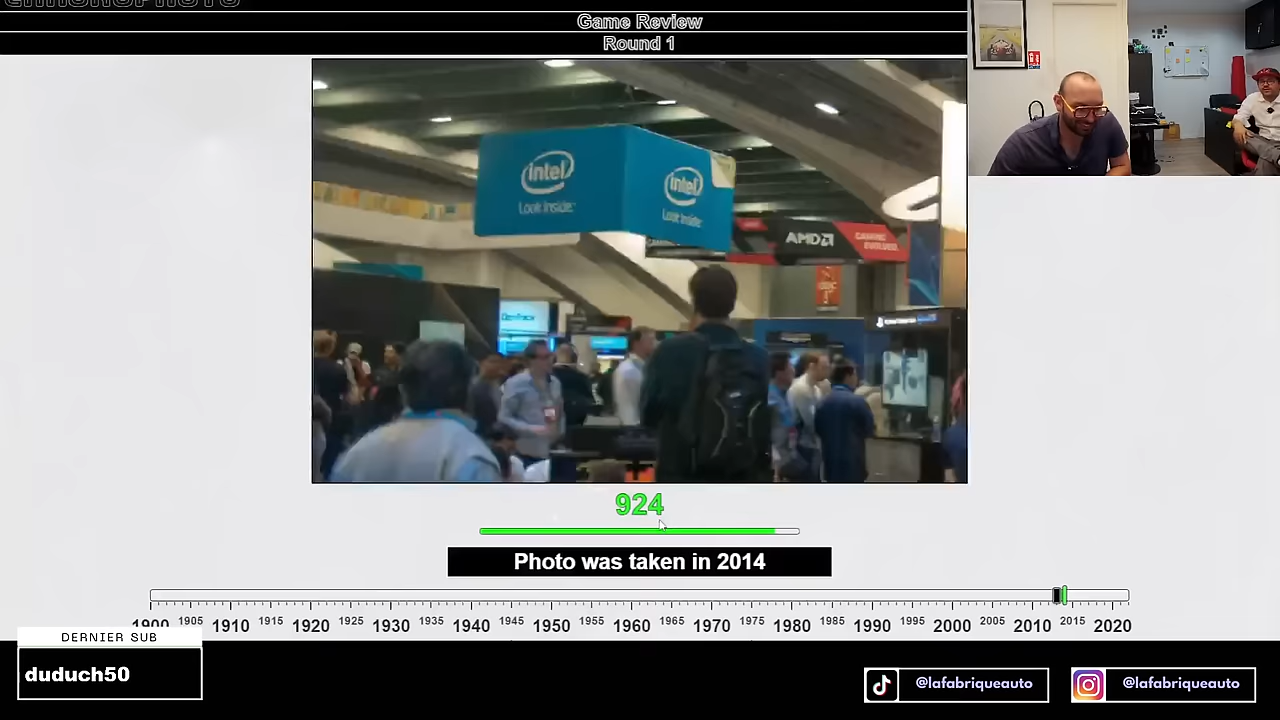 Game Review
Round 1
intel
Look Inside.
intel
Look Inside.
AMD
GAMING
EVOLVED
924
Photo was taken in 2014
1900 1905 1910 1915 1920 1925 1930 1935 1940 1945 1950 1955 1960 1965 1970 1975 1980 1985 1990 1995 2000 2005 2010 2015 2020
DERNIER SUB
duduch50
@lafabriqueauto
@lafabriqueauto